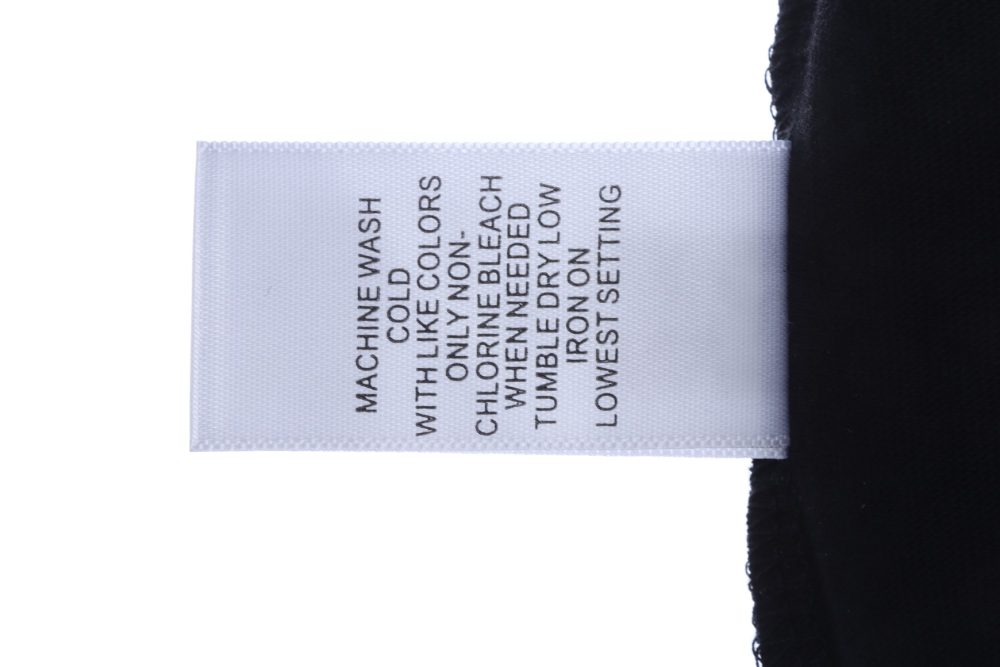 MACHINE WASH
COLD
WITH LIKE COLORS
ONLY NON-
CHLORINE BLEACH
WHEN NEEDED
TUMBLE DRY LOW
IRON ON
LOWEST SETTING